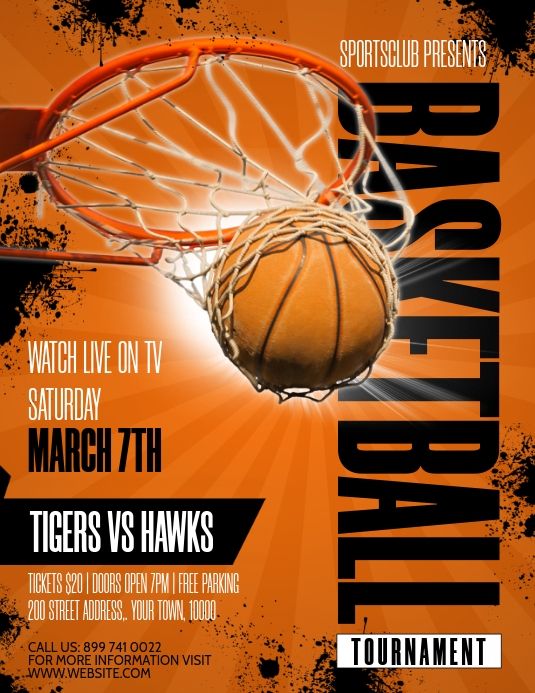 SPORTSCLUB PRESENTS
BASKETBALL
TOURNAMENT
WATCH LIVE ON TV
SATURDAY
MARCH 7TH
TIGERS VS HAWKS
TICKETS $20 | DOORS OPEN 7PM | FREE PARKING
200 STREET ADDRESS,. YOUR TOWN, 10000
CALL US: 899 741 0022
FOR MORE INFORMATION VISIT
WWW.WEBSITE.COM